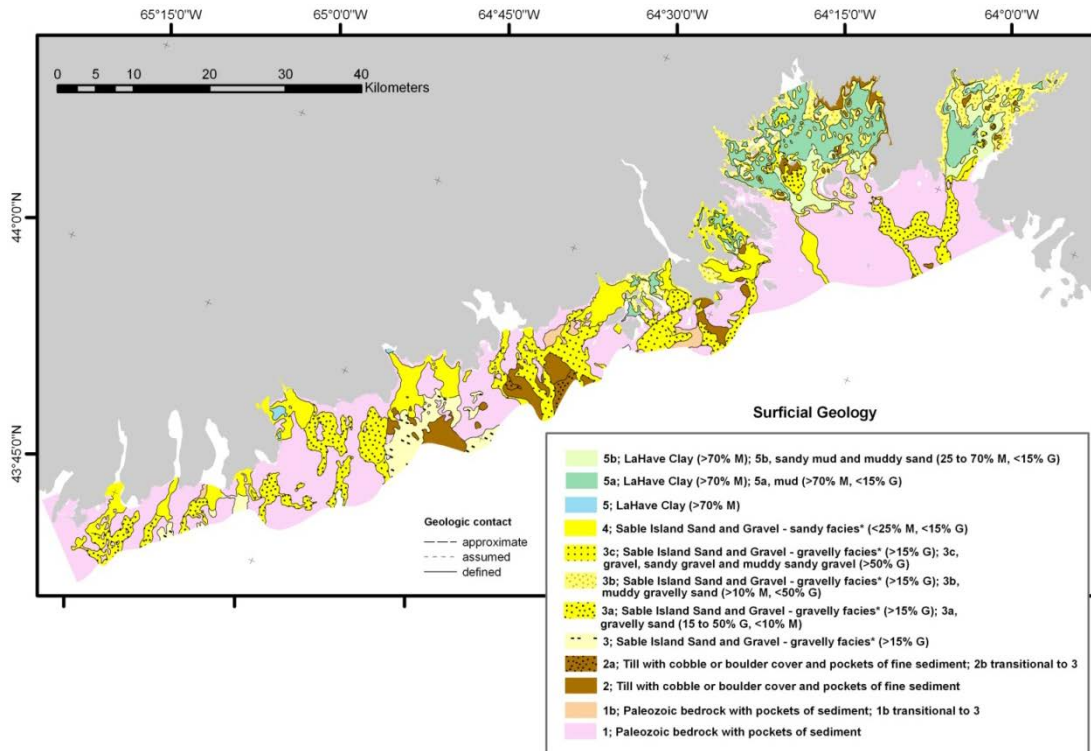 65°15'0"W 65°0'0"W 64°45'0"W 64°30'0"W 64°15'0"W 64°0'0"W
0 5 10 20 30 40
Kilometers
44°0'0"N
43°45'0"N
Geologic contact
approximate
assumed
defined
Surficial Geology
5b; LaHave Clay (>70% M); 5b, sandy mud and muddy sand (25 to 70% M, <15% G)
5a; LaHave Clay (>70% M); 5a, mud (>70% M, <15% G)
5; LaHave Clay (>70% M)
4; Sable Island Sand and Gravel - sandy facies* (<25% M, <15% G)
3c; Sable Island Sand and Gravel - gravelly facies* (>15% G); 3c,
gravel, sandy gravel and muddy sandy gravel (>50% G)
3b; Sable Island Sand and Gravel - gravelly facies* (>15% G); 3b,
muddy gravelly sand (>10% M, <50% G)
3a; Sable Island Sand and Gravel - gravelly facies* (>15% G); 3a,
gravelly sand (15 to 50% G, <10% M)
3; Sable Island Sand and Gravel - gravelly facies* (>15% G)
2a; Till with cobble or boulder cover and pockets of fine sediment; 2b transitional to 3
2; Till with cobble or boulder cover and pockets of fine sediment
1b; Paleozoic bedrock with pockets of sediment; 1b transitional to 3
1; Paleozoic bedrock with pockets of sediment